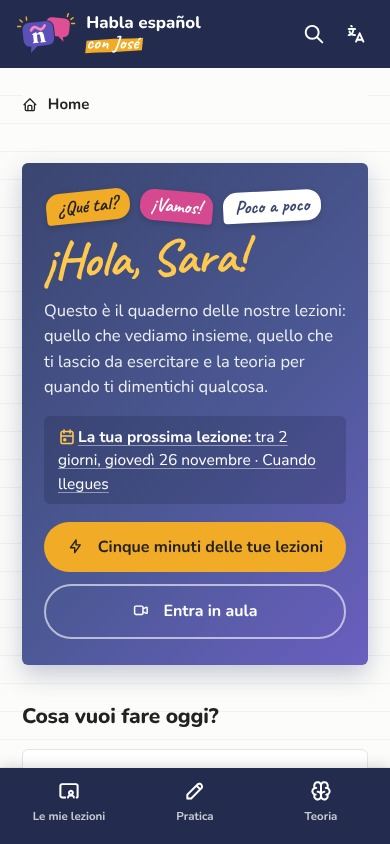 ñ
Habla español
con José
Home
¿Qué tal?
¡Vamos!
Poco a poco
¡Hola, Sara!
Questo è il quaderno delle nostre lezioni:
quello che vediamo insieme, quello che
ti lascio da esercitare e la teoria per
quando ti dimentichi qualcosa.
La tua prossima lezione: tra 2
giorni, giovedì 26 novembre · Cuando
llegues
Cinque minuti delle tue lezioni
Entra in aula
Cosa vuoi fare oggi?
Le mie lezioni
Pratica
Teoria